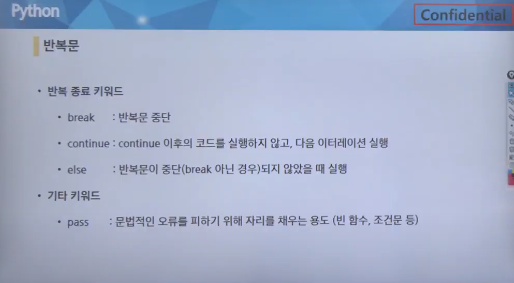 Python
Confidential
반복문
• 반복 종료 키워드
• break : 반복문 중단
• continue : continue 이후의 코드를 실행하지 않고, 다음 이터레이션 실행
• else : 반복문이 중단(break 아닌 경우)되지 않았을 때 실행
• 기타 키워드
• pass : 문법적인 오류를 피하기 위해 자리를 채우는 용도 (빈 함수, 조건문 등)